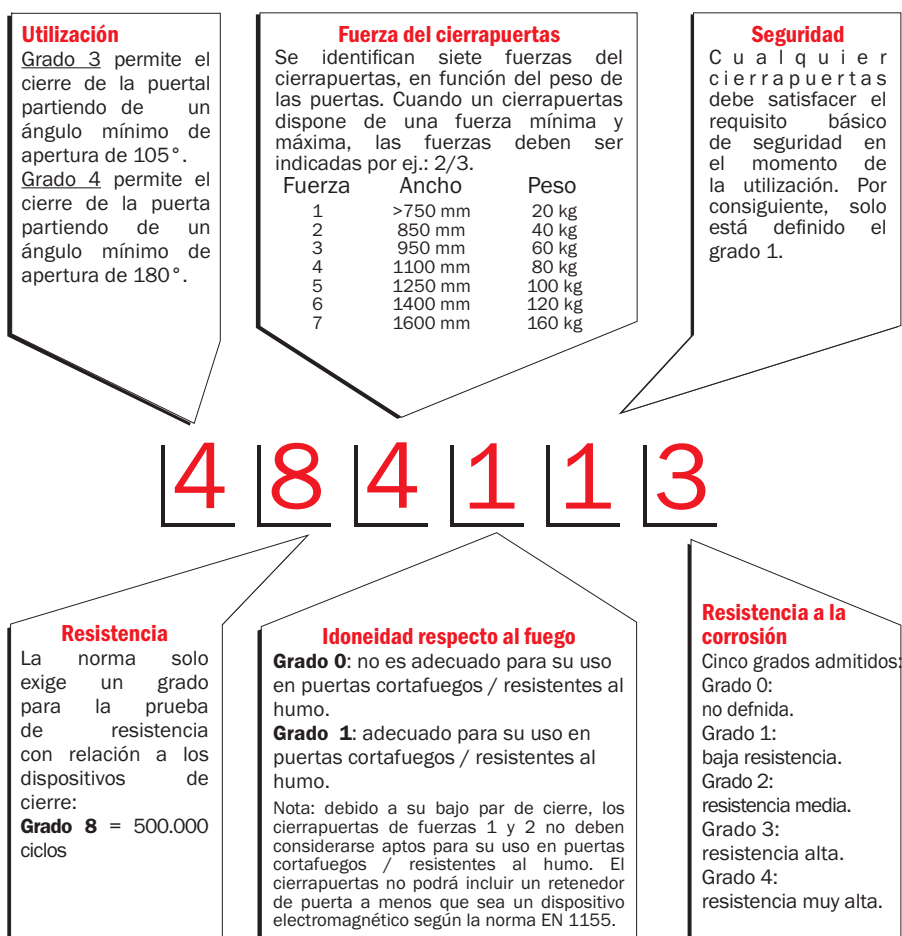 Utilización
Grado 3 permite el
cierre de la puertal
partiendo de un
ángulo mínimo de
apertura de 105°.
Grado 4 permite el
cierre de la puerta
partiendo de un
ángulo mínimo de
apertura de 180°.
Fuerza del cierrapuertas
Se identifican siete fuerzas del
cierrapuertas, en función del peso de
las puertas. Cuando un cierrapuertas
dispone de una fuerza mínima y
máxima, las fuerzas deben ser
indicadas por ej.: 2/3.
Fuerza Ancho Peso
1 >750 mm 20 kg
2 850 mm 40 kg
3 950 mm 60 kg
4 1100 mm 80 kg
5 1250 mm 100 kg
6 1400 mm 120 kg
7 1600 mm 160 kg
Seguridad
Cualquier
cierrapuertas
debe satisfacer el
requisito básico
de seguridad en
el momento de
la utilización. Por
consiguiente, solo
está definido el
grado 1.
4 8 4 1 1 3
Resistencia
La norma solo
exige un grado
para la prueba
de resistencia
con relación a los
dispositivos de
cierre:
Grado 8 = 500.000
ciclos
Idoneidad respecto al fuego
Grado 0: no es adecuado para su uso
en puertas cortafuegos / resistentes al
humo.
Grado 1: adecuado para su uso en
puertas cortafuegos / resistentes al
humo.
Nota: debido a su bajo par de cierre, los
cierrapuertas de fuerzas 1 y 2 no deben
considerarse aptos para su uso en puertas
cortafuegos / resistentes al humo. El
cierrapuertas no podrá incluir un retenedor
de puerta a menos que sea un dispositivo
electromagnético según la norma EN 1155.
Resistencia a la
corrosión
Cinco grados admitidos:
Grado 0:
no defnida.
Grado 1:
baja resistencia.
Grado 2:
resistencia media.
Grado 3:
resistencia alta.
Grado 4:
resistencia muy alta.